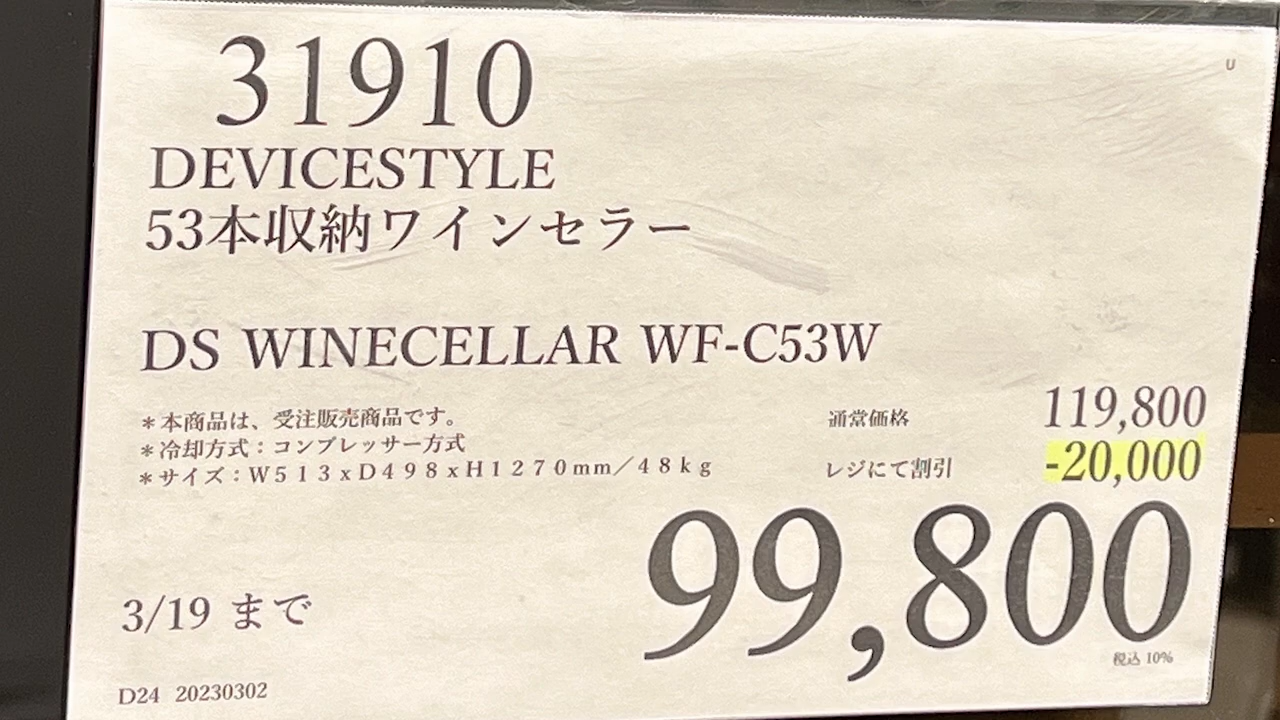 U
31910
DEVICESTYLE
53本収納ワインセラー
DS WINECELLAR WF-C53W
*本商品は、受注販売商品です。
*冷却方式：コンプレッサー方式
*サイズ：W５１３xD４９８xH１２７０mm／４８kg
通常価格 119,800
レジにて割引 -20,000
99,800
税込 10%
3/19 まで
D24 20230302